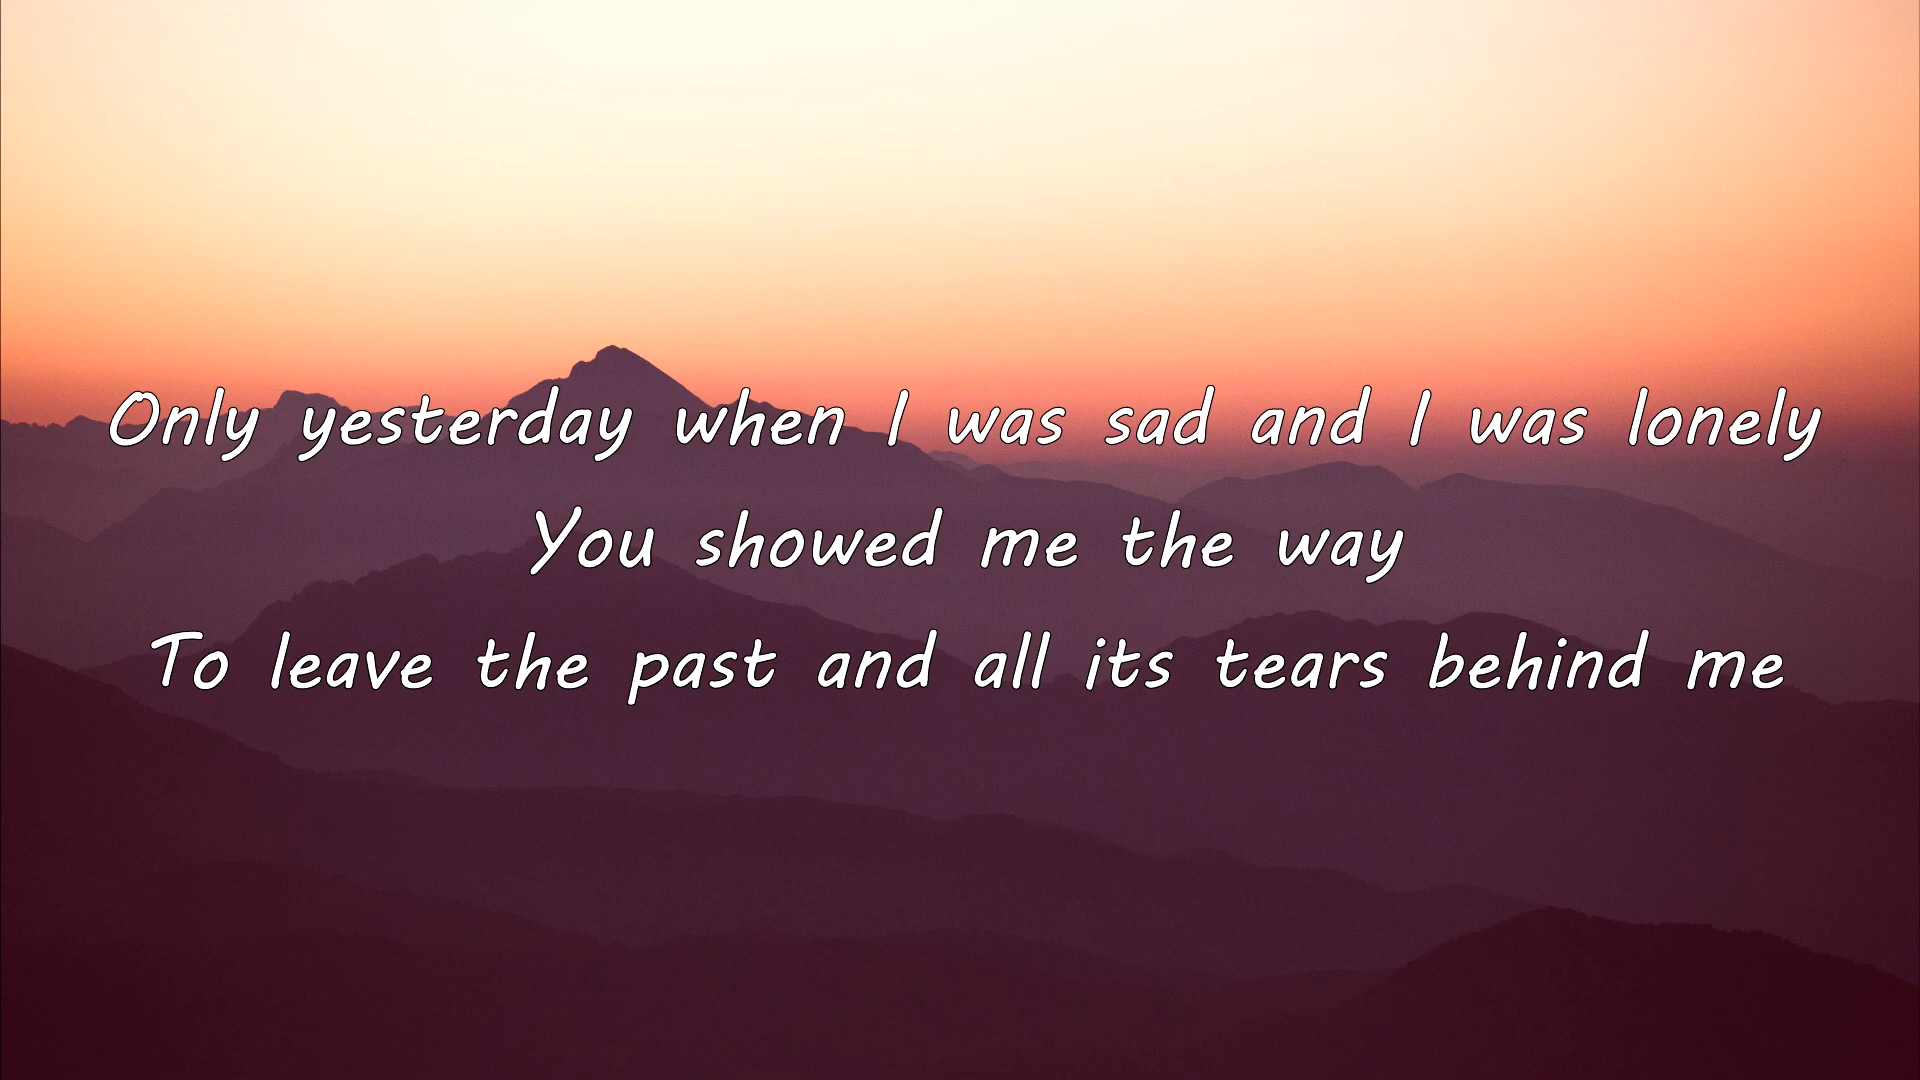 Only yesterday when I was sad and I was lonely
You showed me the way
To leave the past and all its tears behind me